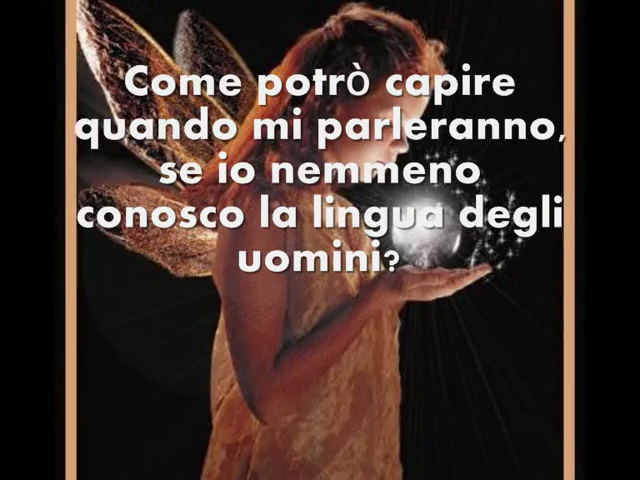 Come potrò capire
quando mi parleranno,
se io nemmeno
conosco la lingua degli
uomini?